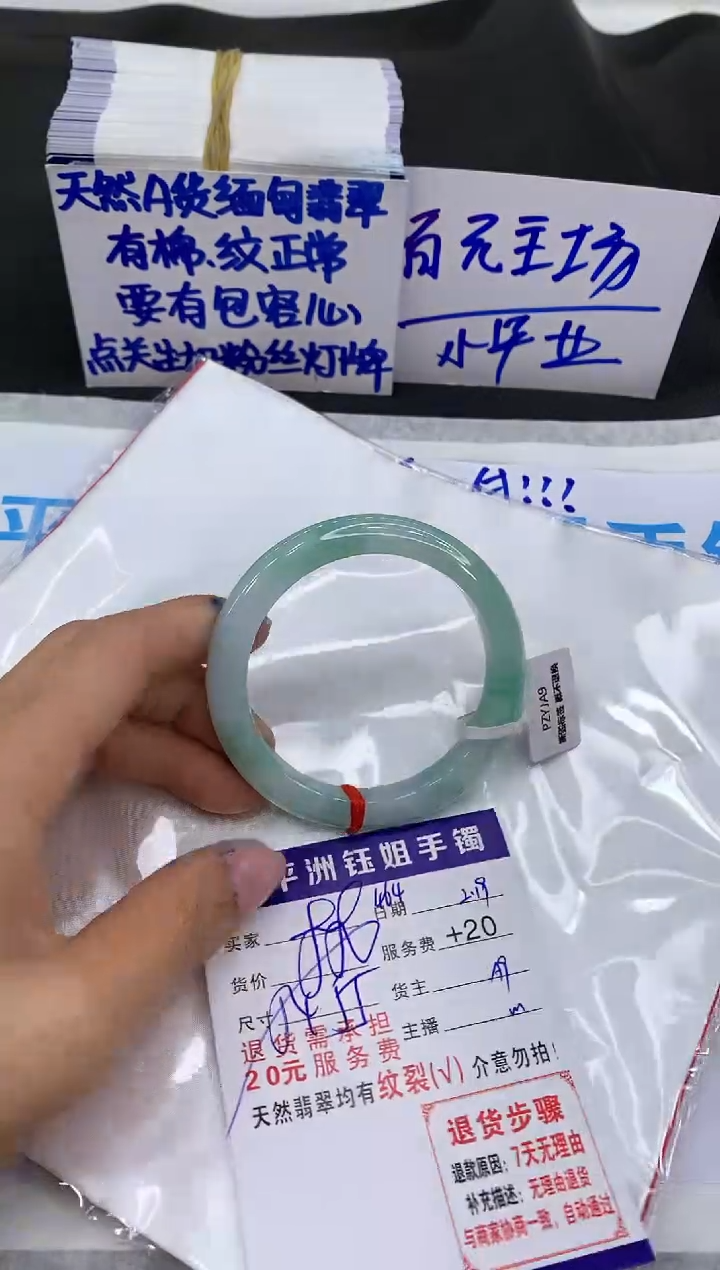 天然A货缅甸翡翠
有棉、纹正常
要有包容心
点关注加粉丝灯牌
百元主场
小毕业
平洲钰姐手镯
464
买家
日期 2.19
货价
服务费 +20
尺寸
货主 A9
主播 m
退货需承担
20元服务费
天然翡翠均有纹裂(√) 介意勿拍!
退货步骤
退款原因: 7天无理由
补充描述: 无理由退货
与商家协商一致, 自动通过
PZYJA9